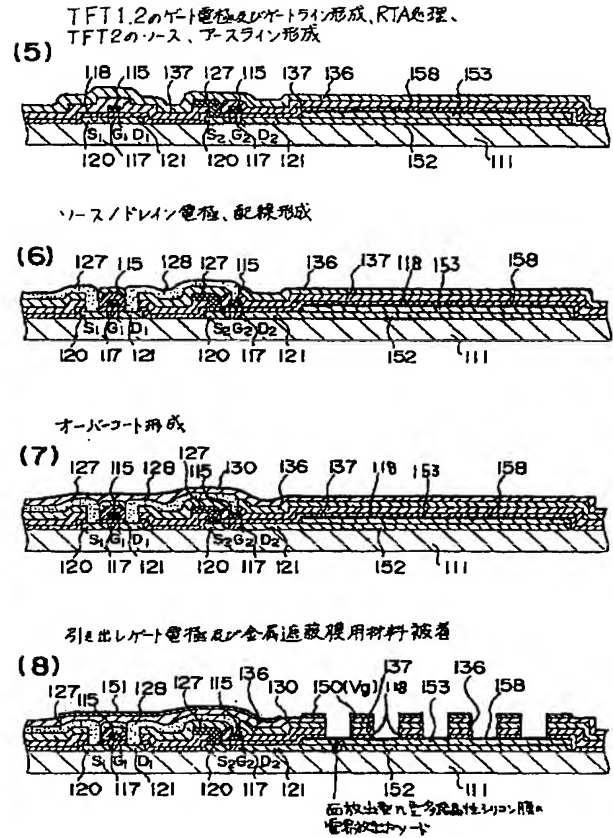 TFT1.2のゲート電極及びゲートライン形成、RTA処理、
TFT2のソース、アースライン形成
(5)
118 115 137 127 115 137 136 158 153
S₁ G₁ D₁ S₂ G₂ D₂
120 117 121 120 117 121 152 111
ソース/ドレイン電極、配線形成
(6)
127 115 128 127 115 136 137 118 153 158
S₁ G₁ D₁ S₂ G₂ D₂
120 117 121 120 117 121 152 111
オーバーコート形成
(7)
127
127 115 128 115 130 136 137 118 153 158
S₁ G₁ D₁ S₂ G₂ D₂
120 117 121 120 117 121 152 111
引き出しゲート電極及び金属遮蔽膜用材料被着
(8)
137 136
127 115 151 128 127 115 136 130 150(Vg) 118 153 158
S₁ G₁ D₁ S₂ G₂ D₂
120 117 121 120 117 121 152 111
面放出型n型多結晶性シリコン膜の
電界放出カソード